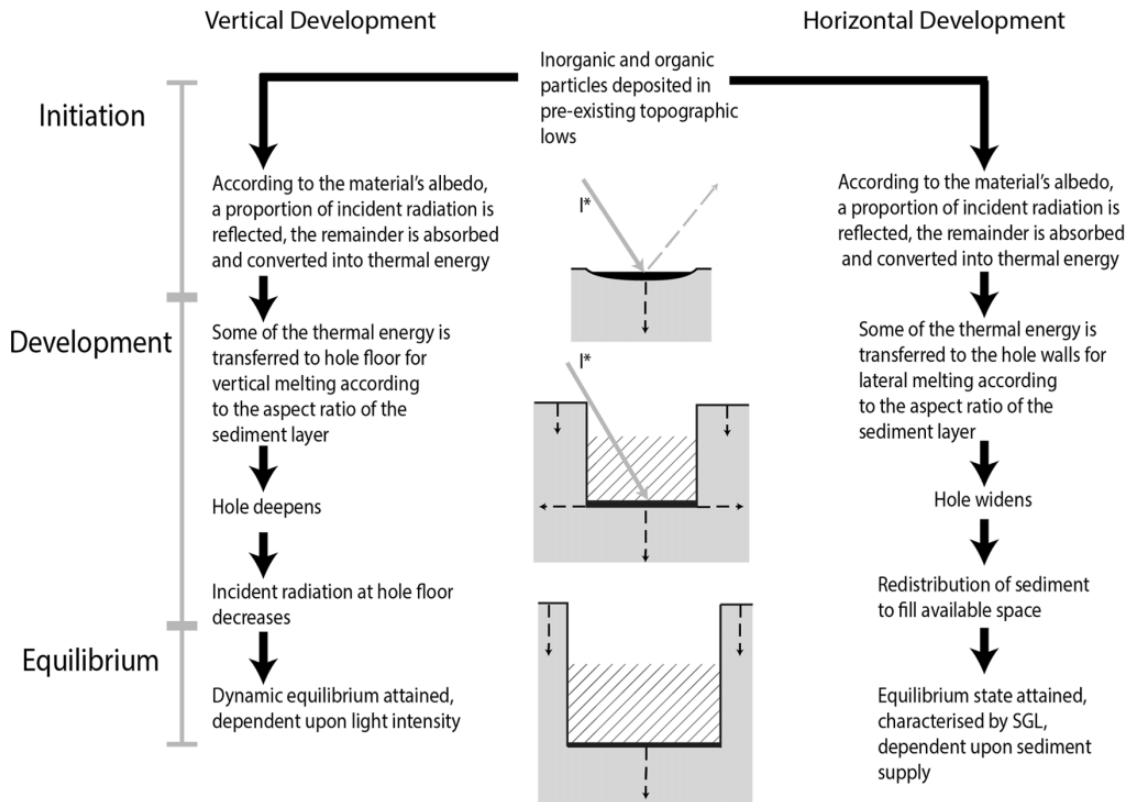 Vertical Development
Horizontal Development
Inorganic and organic
particles deposited in
pre-existing topographic
lows
Initiation
According to the material's albedo,
a proportion of incident radiation is
reflected, the remainder is absorbed
and converted into thermal energy
I*
According to the material's albedo,
a proportion of incident radiation is
reflected, the remainder is absorbed
and converted into thermal energy
Development
Some of the thermal energy is
transferred to hole floor for
vertical melting according
to the aspect ratio of the
sediment layer
I*
Some of the thermal energy is
transferred to the hole walls for
lateral melting according
to the aspect ratio of the
sediment layer
Hole deepens
Hole widens
Incident radiation at hole floor
decreases
Redistribution of sediment
to fill available space
Equilibrium
Dynamic equilibrium attained,
dependent upon light intensity
Equilibrium state attained,
characterised by SGL,
dependent upon sediment
supply